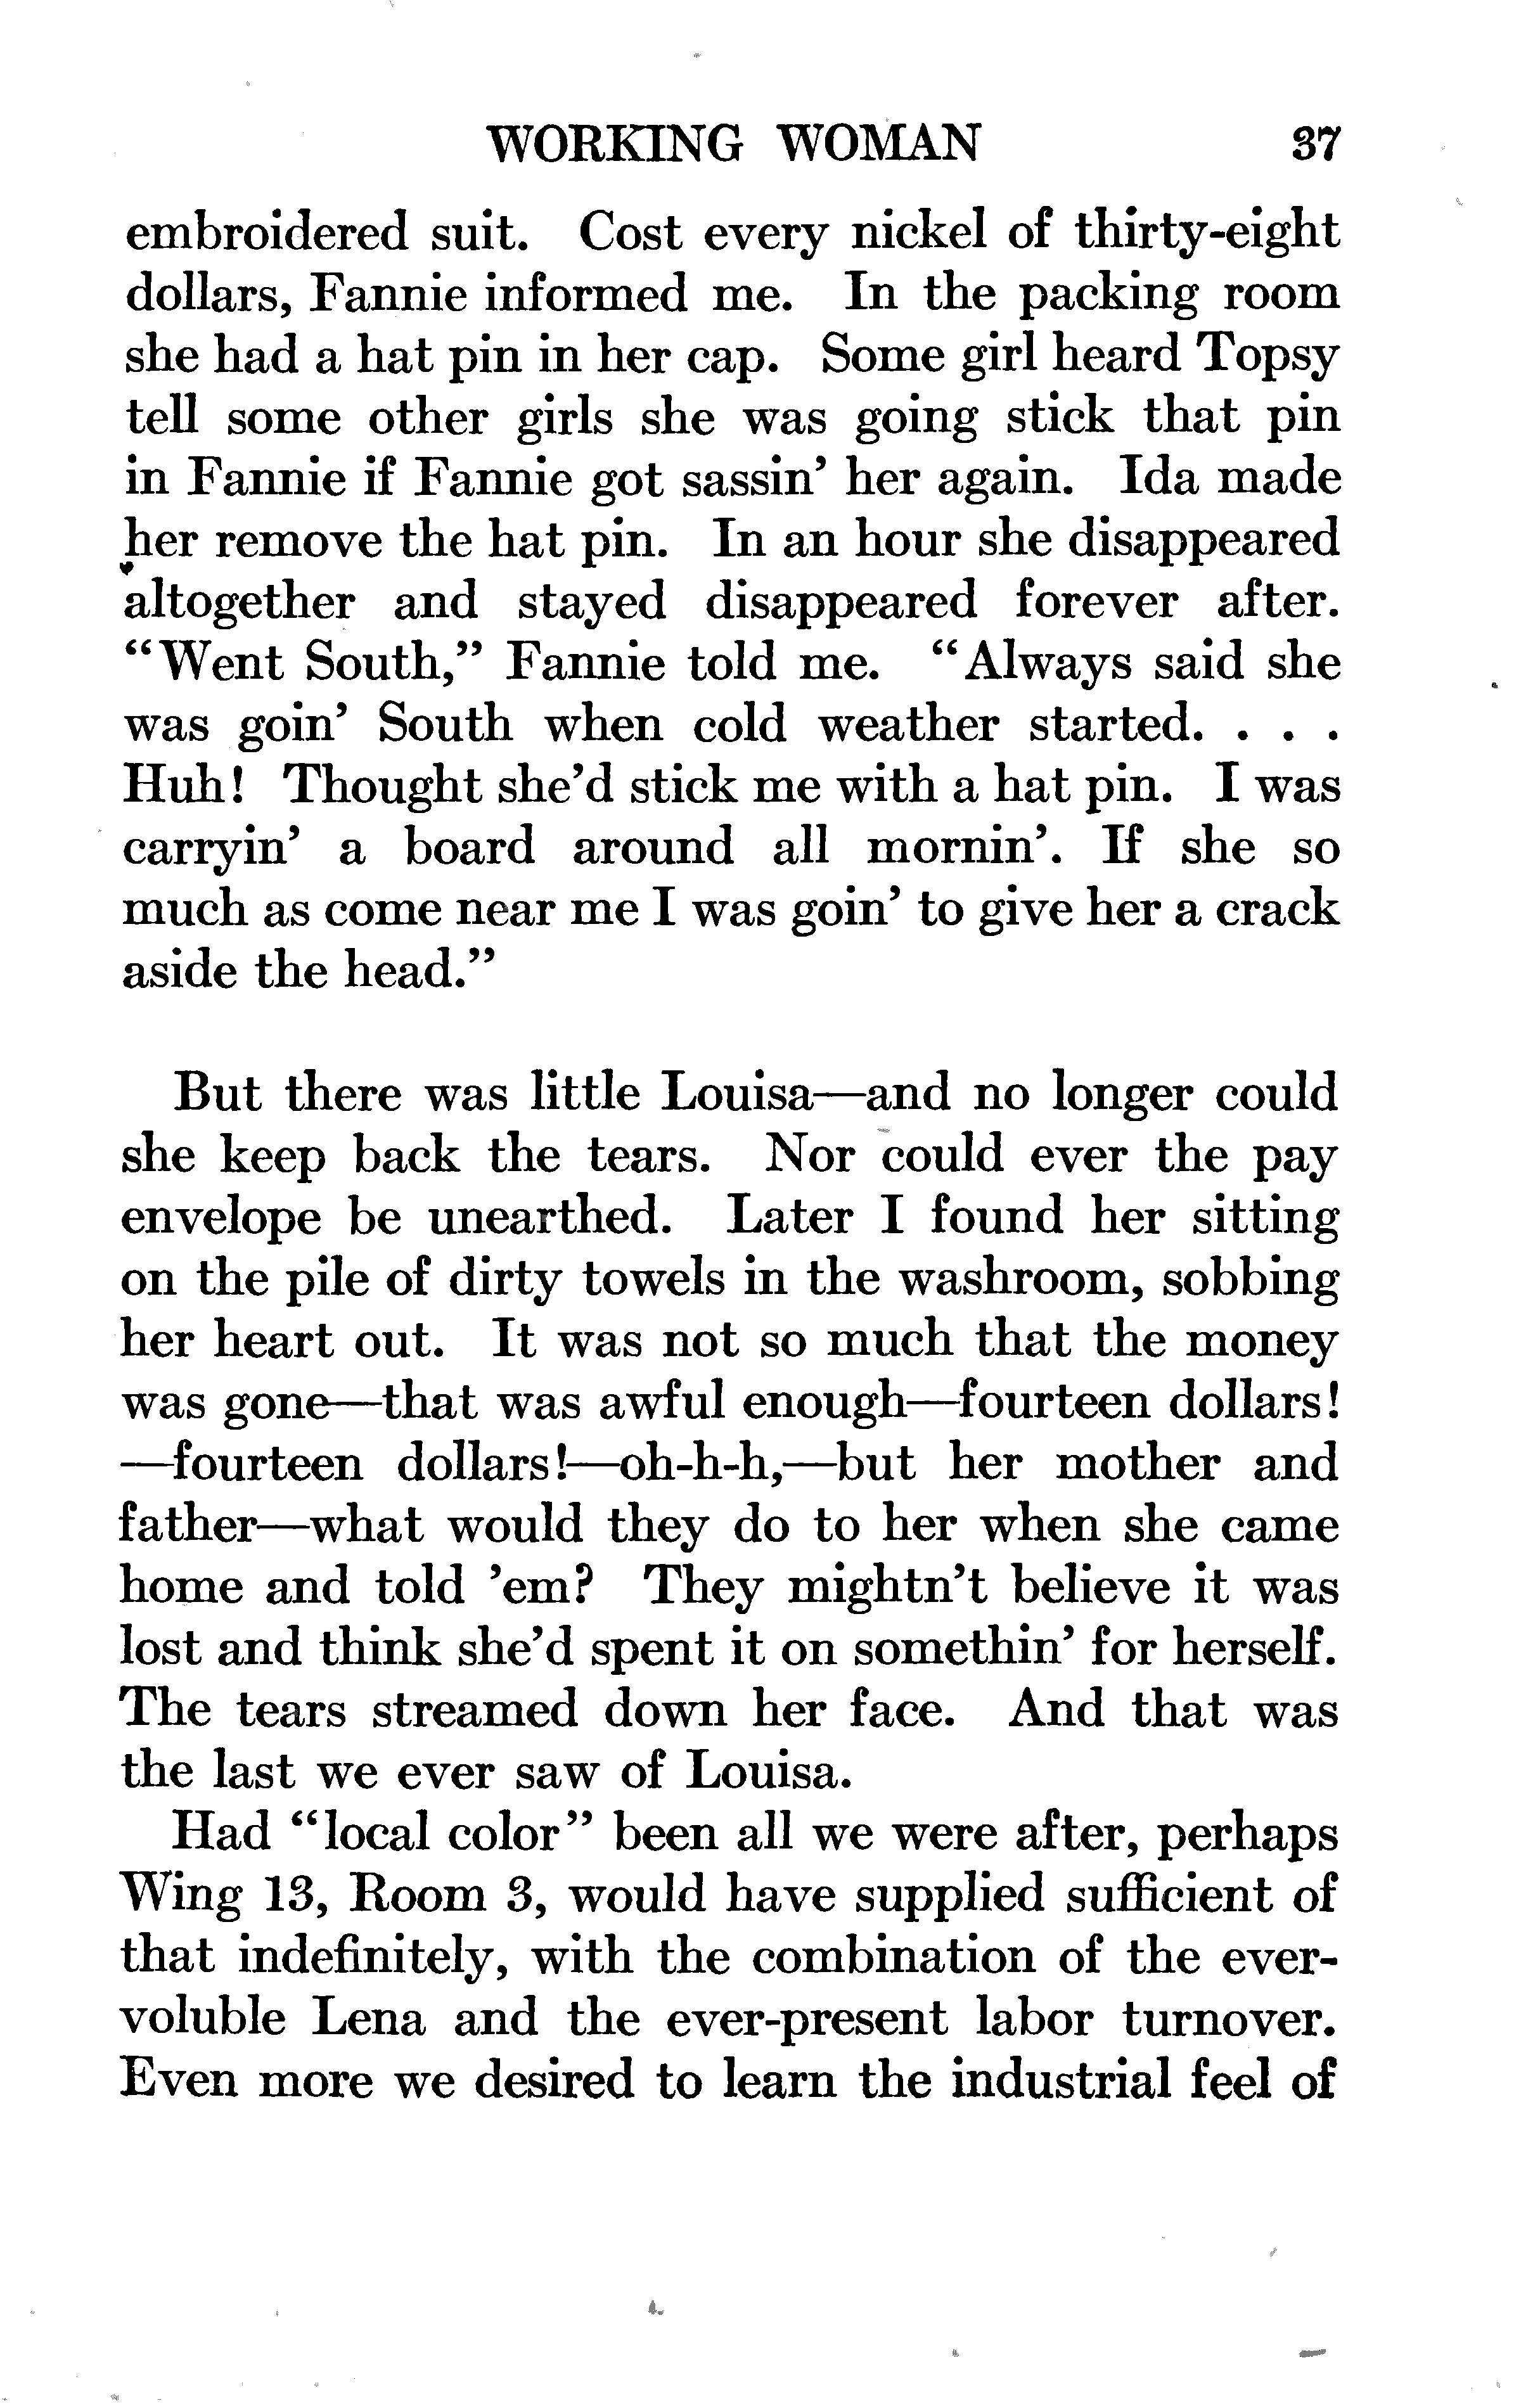 WORKING WOMAN 37
embroidered suit. Cost every nickel of thirty-eight
dollars, Fannie informed me. In the packing room
she had a hat pin in her cap. Some girl heard Topsy
tell some other girls she was going stick that pin
in Fannie if Fannie got sassin’ her again. Ida made
her remove the hat pin. In an hour she disappeared
altogether and stayed disappeared forever after.
“Went South,” Fannie told me. “Always said she
was goin’ South when cold weather started. . . .
Huh! Thought she’d stick me with a hat pin. I was
carryin’ a board around all mornin’. If she so
much as come near me I was goin’ to give her a crack
aside the head.”
But there was little Louisa—and no longer could
she keep back the tears. Nor could ever the pay
envelope be unearthed. Later I found her sitting
on the pile of dirty towels in the washroom, sobbing
her heart out. It was not so much that the money
was gone—that was awful enough—fourteen dollars!
—fourteen dollars!—oh-h-h,—but her mother and
father—what would they do to her when she came
home and told ’em? They mightn’t believe it was
lost and think she’d spent it on somethin’ for herself.
The tears streamed down her face. And that was
the last we ever saw of Louisa.
Had “local color” been all we were after, perhaps
Wing 13, Room 3, would have supplied sufficient of
that indefinitely, with the combination of the ever-
voluble Lena and the ever-present labor turnover.
Even more we desired to learn the industrial feel of